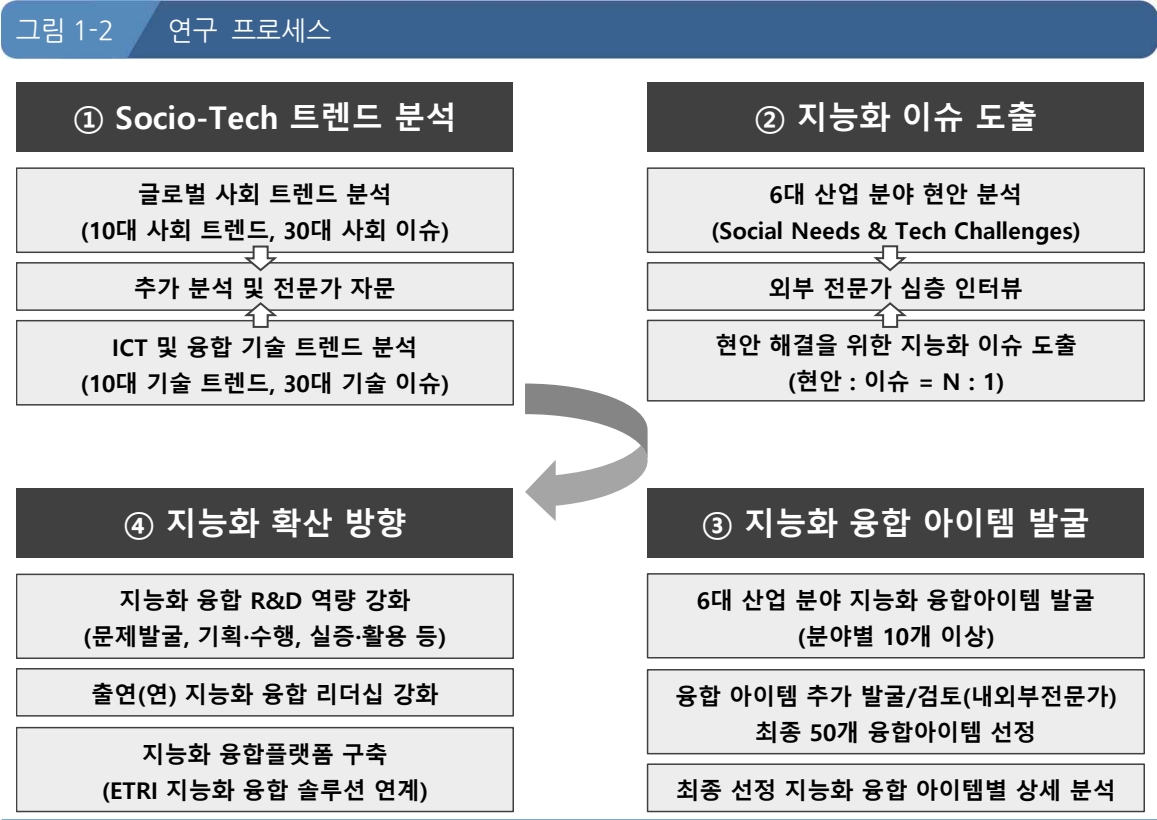 그림 1-2 연구 프로세스
① Socio-Tech 트렌드 분석
글로벌 사회 트렌드 분석
(10대 사회 트렌드, 30대 사회 이슈)
추가 분석 및 전문가 자문
ICT 및 융합 기술 트렌드 분석
(10대 기술 트렌드, 30대 기술 이슈)
② 지능화 이슈 도출
6대 산업 분야 현안 분석
(Social Needs & Tech Challenges)
외부 전문가 심층 인터뷰
현안 해결을 위한 지능화 이슈 도출
(현안 : 이슈 = N : 1)
③ 지능화 융합 아이템 발굴
6대 산업 분야 지능화 융합아이템 발굴
(분야별 10개 이상)
융합 아이템 추가 발굴/검토(내외부전문가)
최종 50개 융합아이템 선정
최종 선정 지능화 융합 아이템별 상세 분석
④ 지능화 확산 방향
지능화 융합 R&D 역량 강화
(문제발굴, 기획·수행, 실증·활용 등)
출연(연) 지능화 융합 리더십 강화
지능화 융합플랫폼 구축
(ETRI 지능화 융합 솔루션 연계)